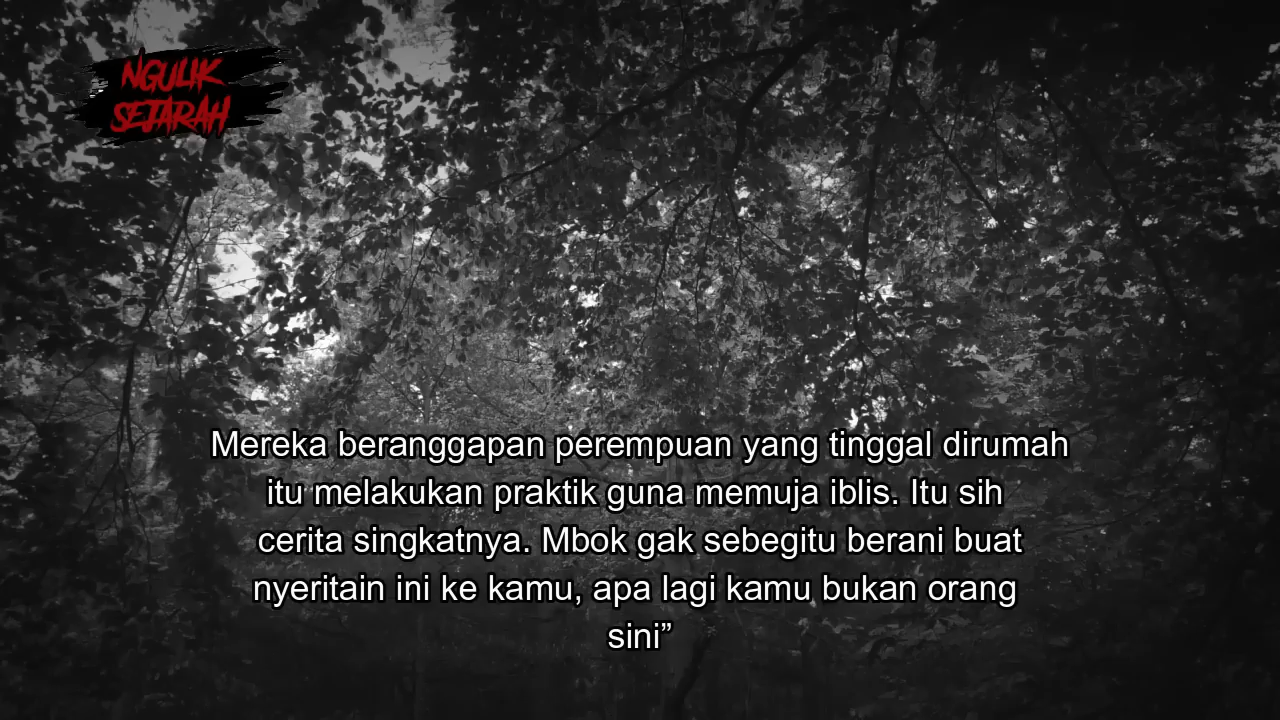 NGULIK
SEJARAH
Mereka beranggapan perempuan yang tinggal dirumah
itu melakukan praktik guna memuja iblis. Itu sih
cerita singkatnya. Mbok gak sebegitu berani buat
nyeritain ini ke kamu, apa lagi kamu bukan orang
sini”